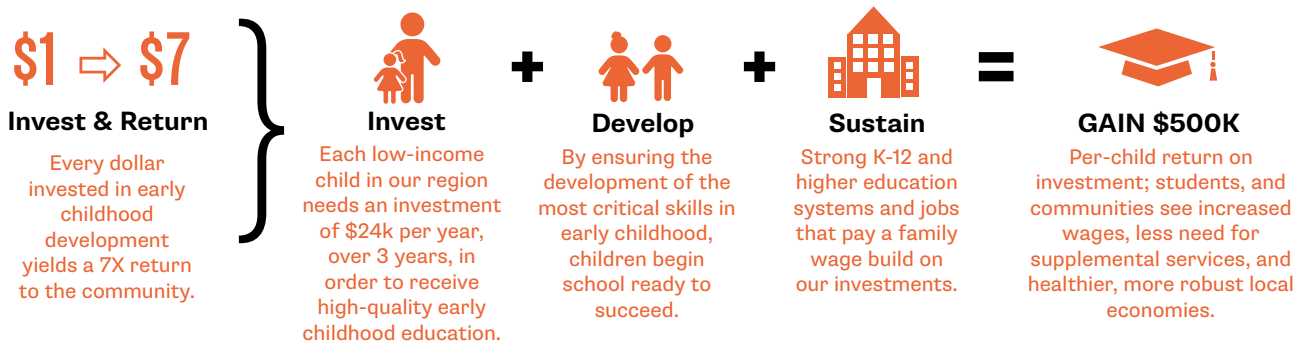 $1 ⇨ $7
Invest & Return
Every dollar
invested in early
childhood
development
yields a 7X return
to the community.
Invest
Each low-income
child in our region
needs an investment
of $24k per year,
over 3 years, in
order to receive
high-quality early
childhood education.
+
Develop
By ensuring the
development of the
most critical skills in
early childhood,
children begin
school ready to
succeed.
+
Sustain
Strong K-12 and
higher education
systems and jobs
that pay a family
wage build on
our investments.
=
GAIN $500K
Per-child return on
investment; students, and
communities see increased
wages, less need for
supplemental services, and
healthier, more robust local
economies.